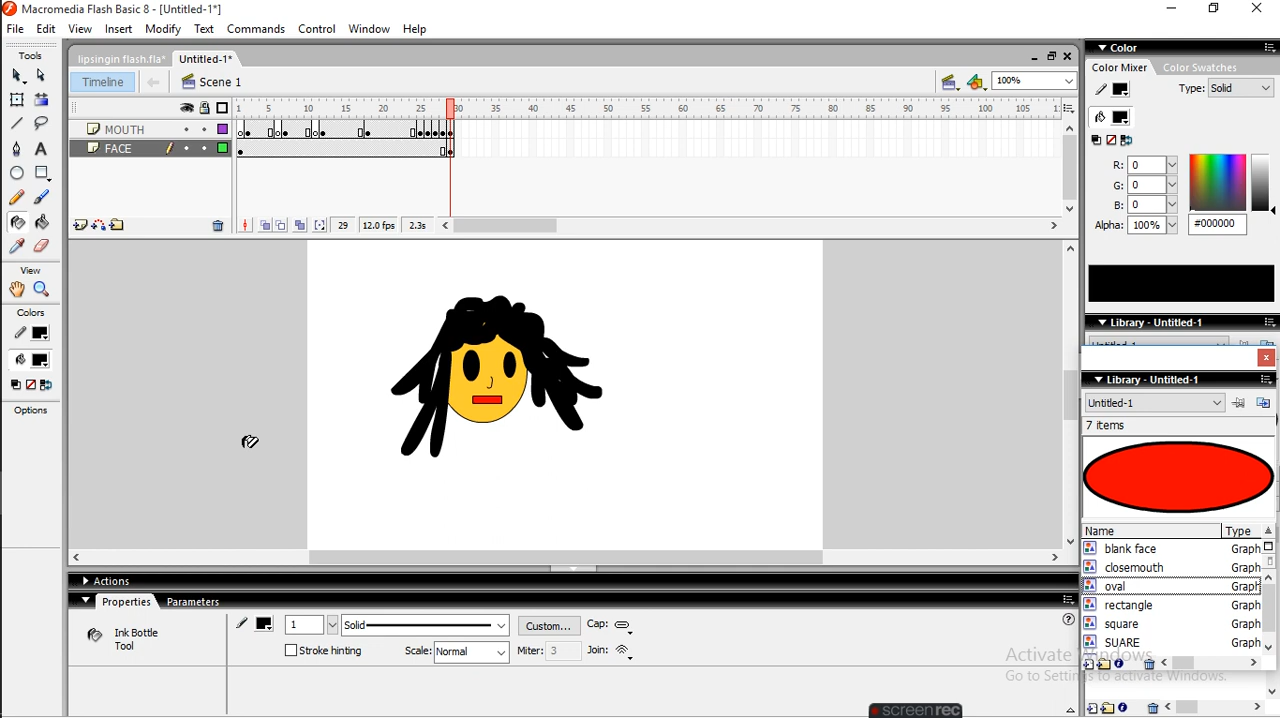 Macromedia Flash Basic 8 - [Untitled-1*]
File Edit View Insert Modify Text Commands Control Window Help
Tools
lipsingin flash.fla* Untitled-1*
Timeline Scene 1 100%
1 5 10 15 20 25 30 35 40 45 50 55 60 65 70 75 80 85 90 95 100 105
MOUTH
FACE
29 12.0 fps 2.3s
View
Colors
Options
Color
Color Mixer Color Swatches
Type: Solid
R: 0
G: 0
B: 0
Alpha: 100% #000000
Library - Untitled-1
Library - Untitled-1
Untitled-1
7 items
Name Type
blank face Graph
closemouth Graph
oval Graph
rectangle Graph
square Graph
SUARE Graph
Actions
Properties Parameters
Ink Bottle
Tool
1 Solid Custom... Cap:
Stroke hinting Scale: Normal Miter: 3 Join:
Activate Windows
Go to Settings to activate Windows.
screenrec